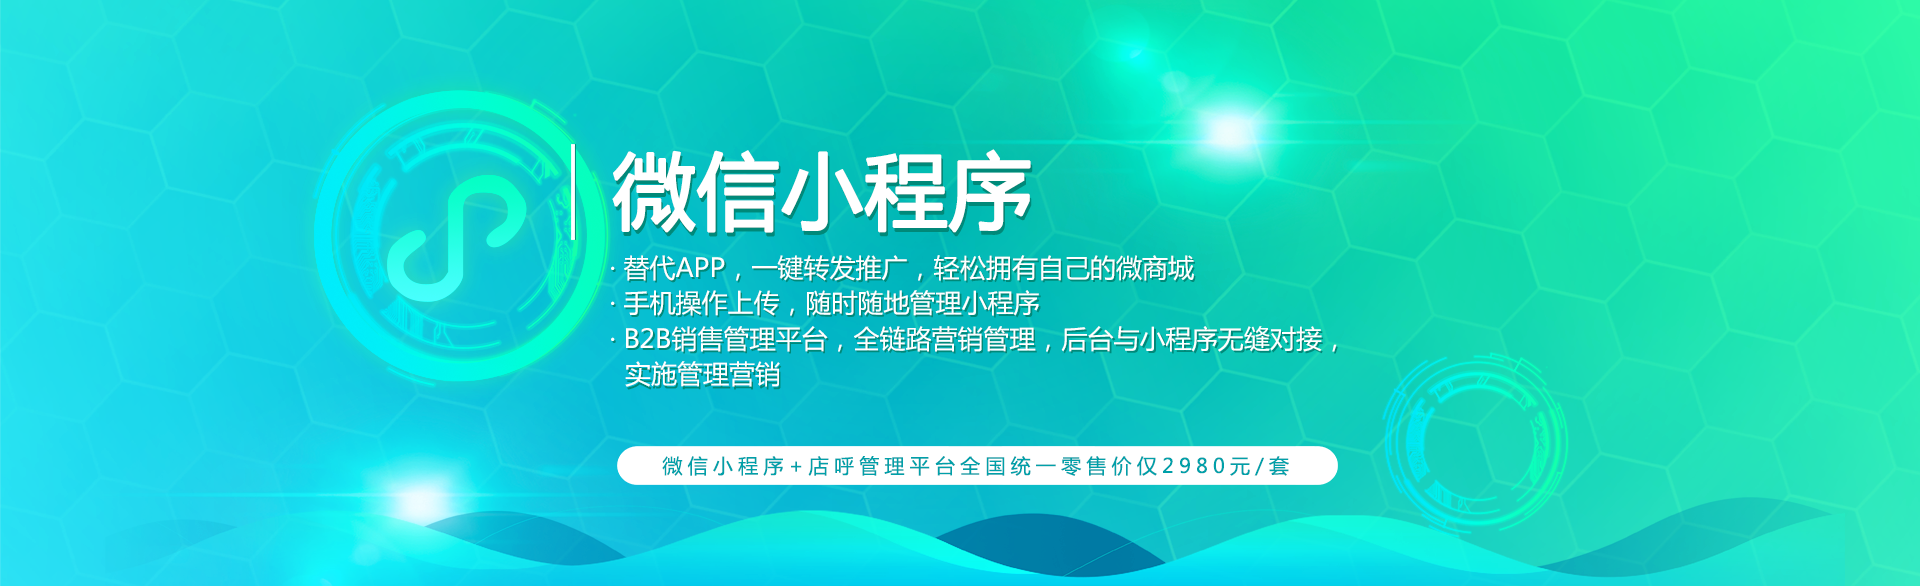 微信小程序
· 替代APP，一键转发推广，轻松拥有自己的微商城
· 手机操作上传，随时随地管理小程序
· B2B销售管理平台，全链路营销管理，后台与小程序无缝对接，
实施管理营销
微信小程序+店呼管理平台全国统一零售价仅2980元/套